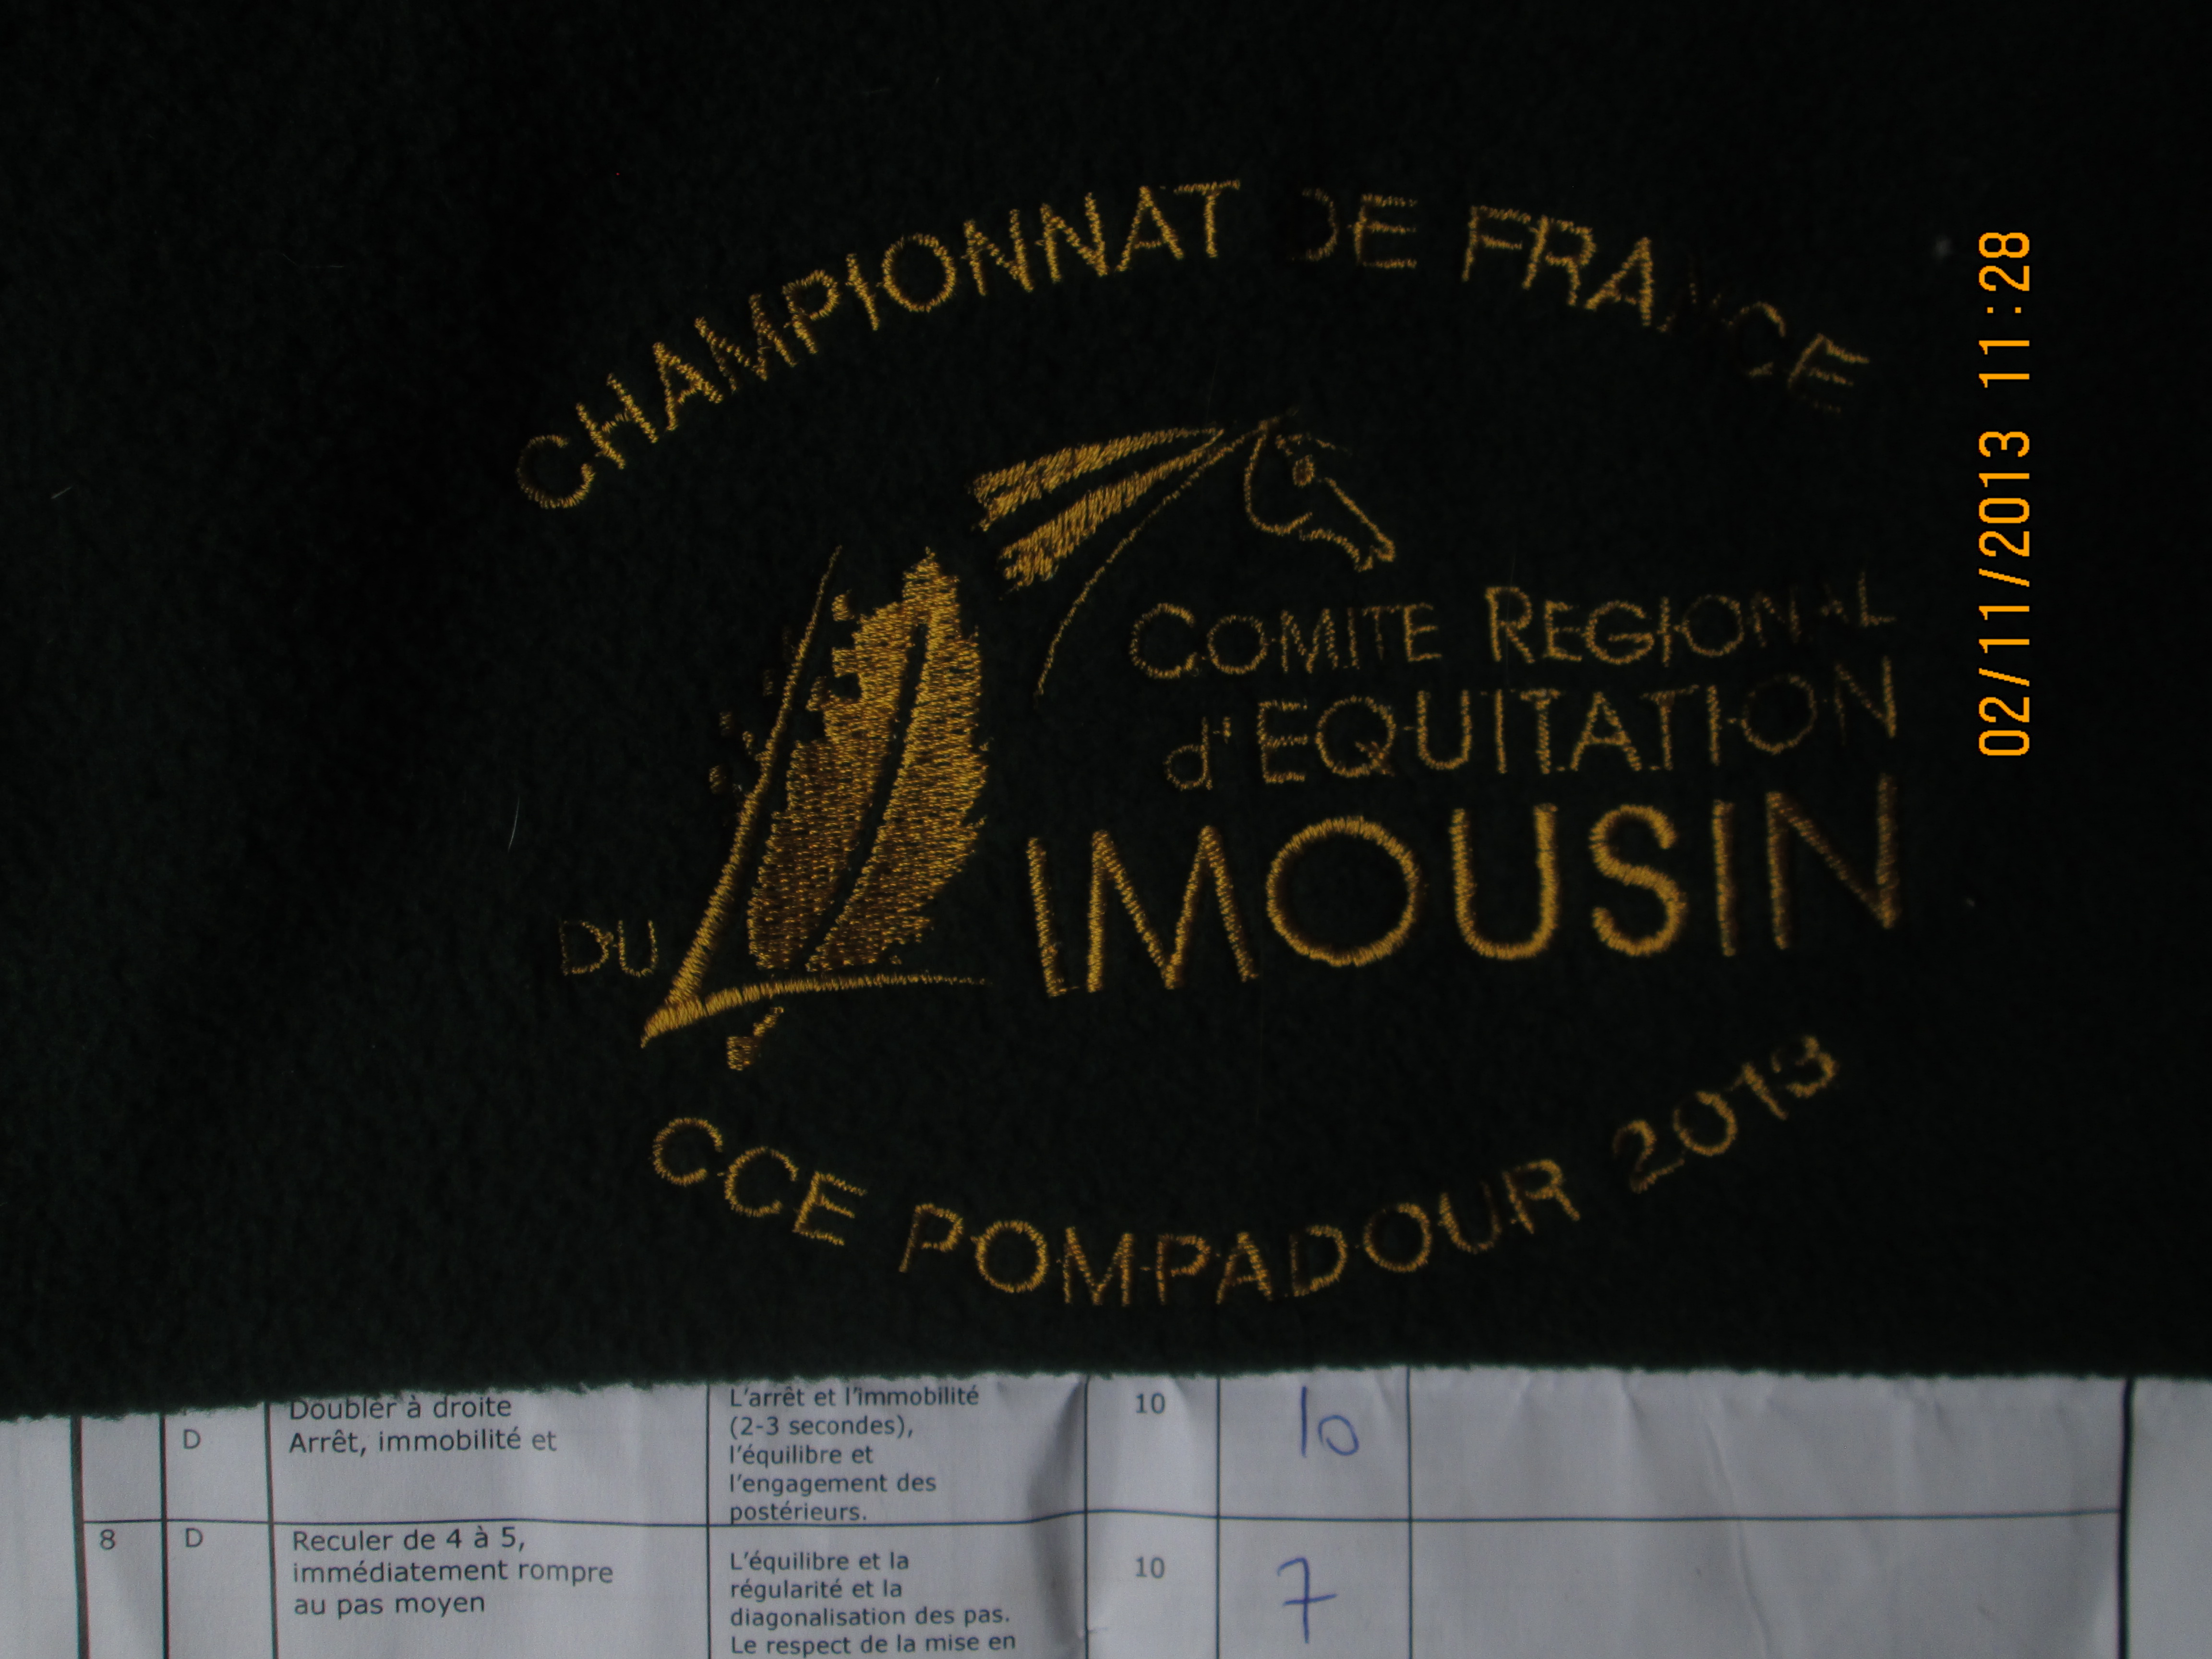 CHAMPIONNAT DE FRANCE
COMITE REGIONAL
d'EQUITATION
DU LIMOUSIN
CCE POMPADOUR 2013
02/11/2013 11:28
D
Doubler à droite
Arrêt, immobilité et
L'arrêt et l'immobilité
(2-3 secondes),
l'équilibre et
l'engagement des
postérieurs.
10
10
8
D
Reculer de 4 à 5,
immédiatement rompre
au pas moyen
L'équilibre et la
régularité et la
diagonalisation des pas.
Le respect de la mise en
10
7